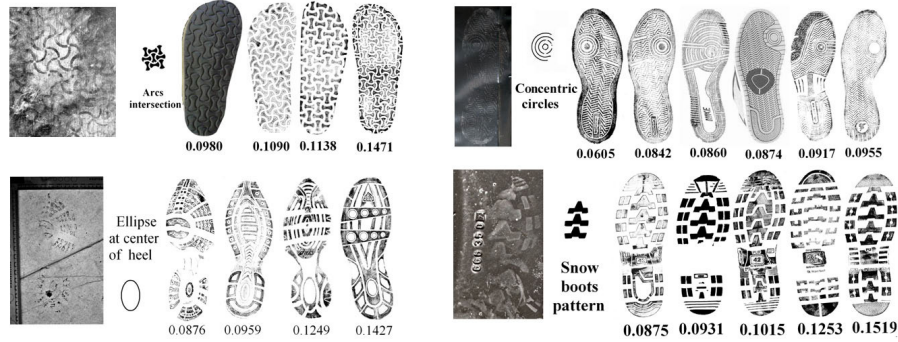 Arcs
intersection
0.0980
0.1090
0.1138
0.1471
Concentric
circles
0.0605
0.0842
0.0860
0.0874
0.0917
0.0955
Ellipse
at center
of heel
0.0876
0.0959
0.1249
0.1427
Snow
boots
pattern
0.0875
0.0931
0.1015
0.1253
0.1519
NIKE
42